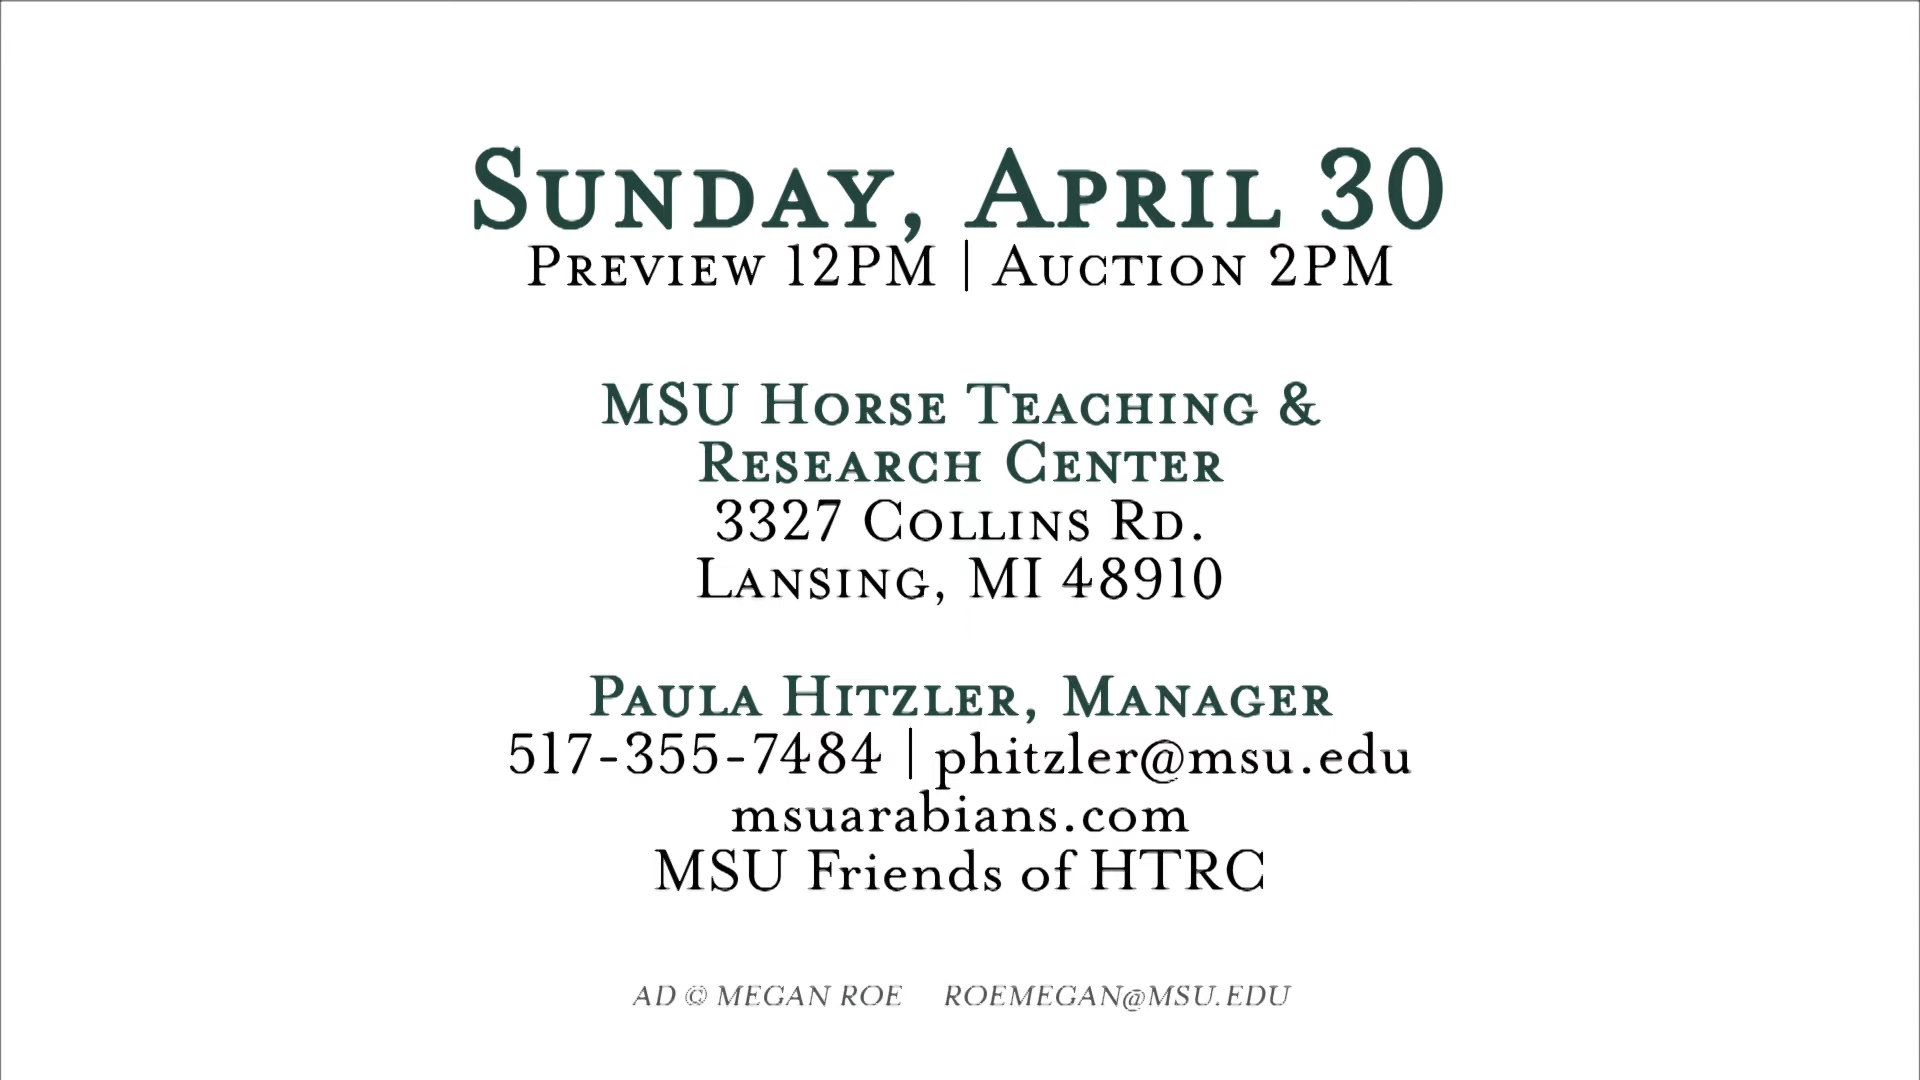 Sunday, April 30
Preview 12PM | Auction 2PM
MSU Horse Teaching &
Research Center
3327 Collins Rd.
Lansing, MI 48910
Paula Hitzler, Manager
517-355-7484 | phitzler@msu.edu
msuarabians.com
MSU Friends of HTRC
AD © MEGAN ROE ROEMEGAN@MSU.EDU